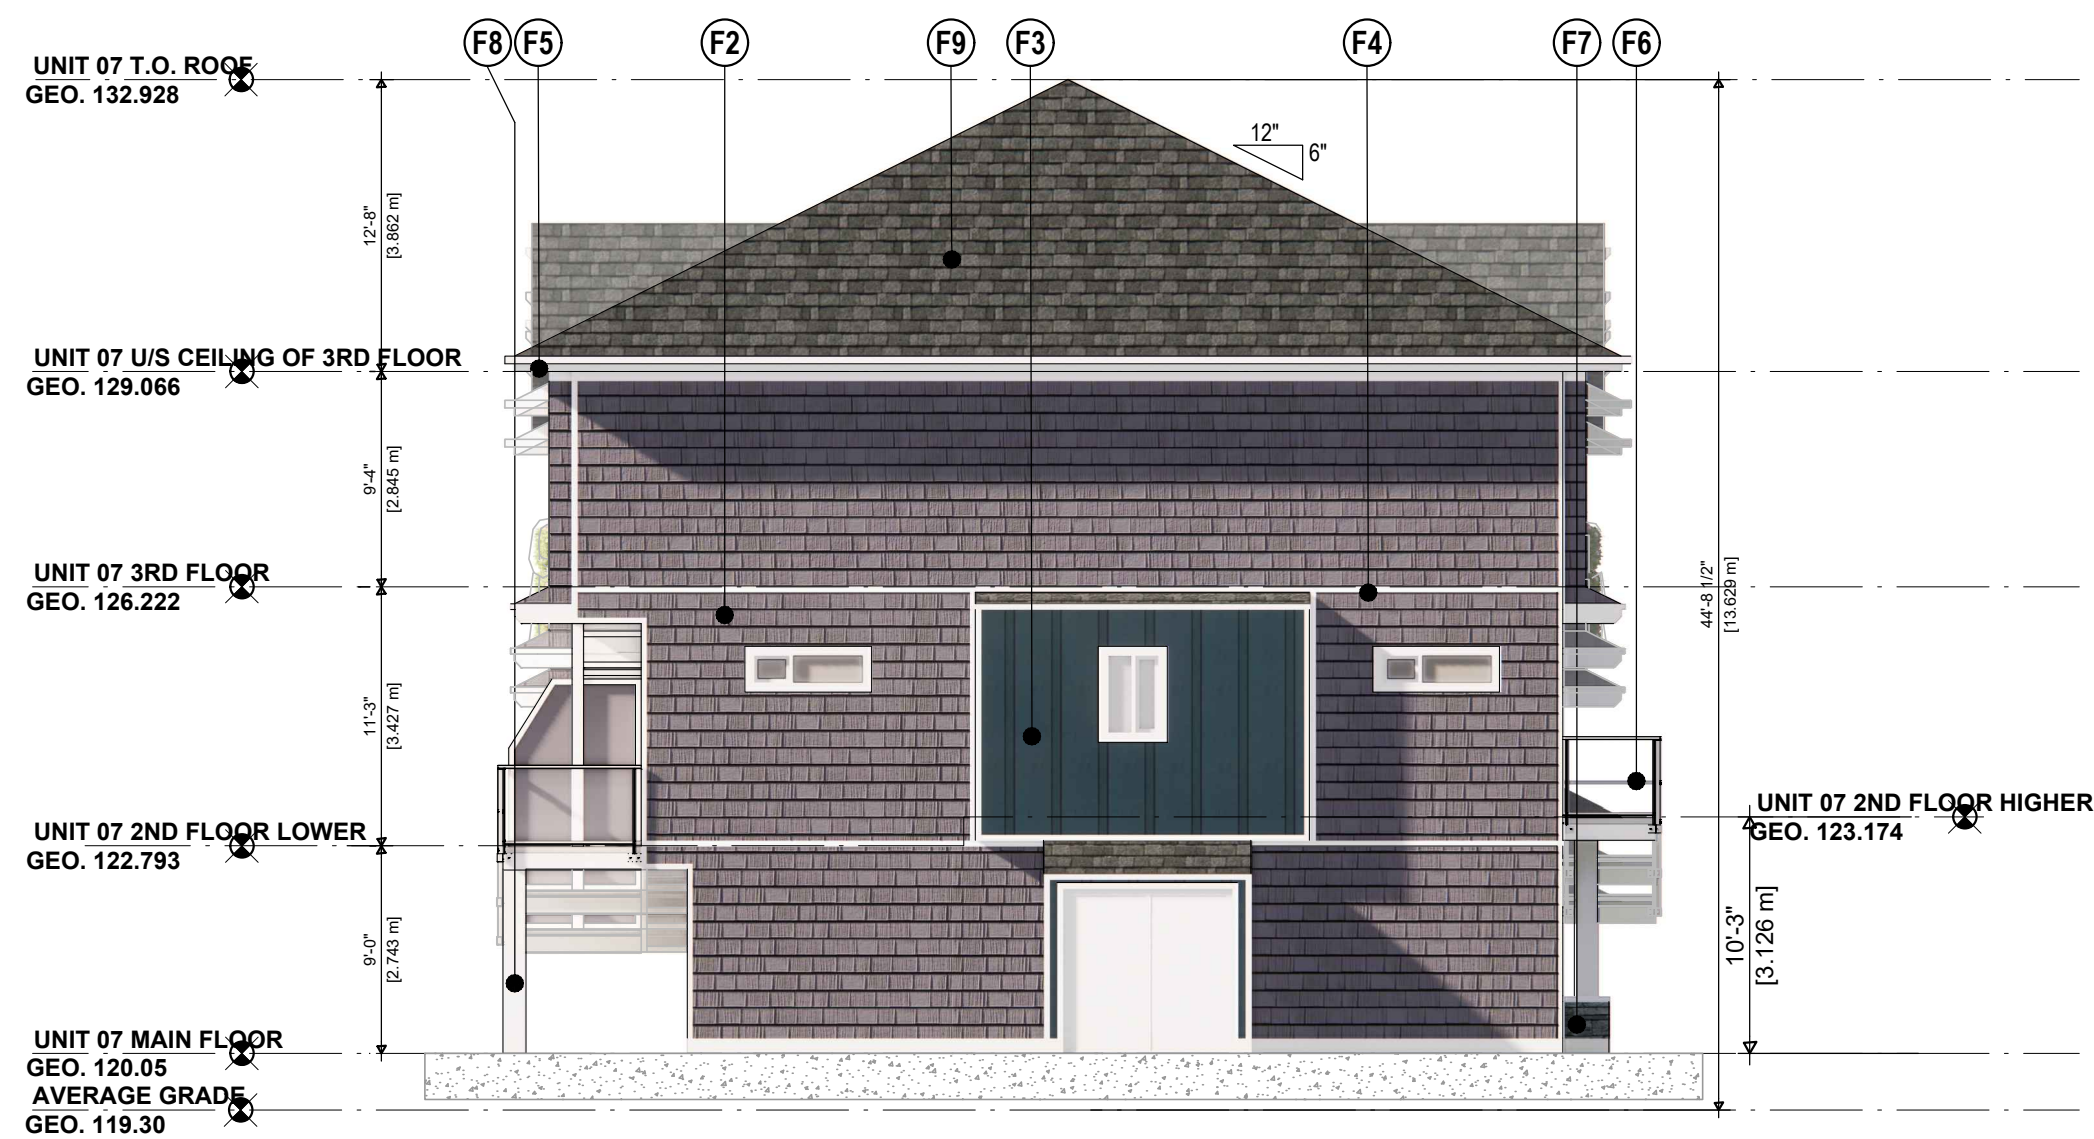 F8 F5 F2 F9 F3 F4 F7 F6
UNIT 07 T.O. ROOF
GEO. 132.928
12"
6"
12'-8"
[3.862 m]
UNIT 07 U/S CEILING OF 3RD FLOOR
GEO. 129.066
9'-4"
[2.845 m]
UNIT 07 3RD FLOOR
GEO. 126.222
44'-8 1/2"
[13.629 m]
11'-3"
[3.427 m]
UNIT 07 2ND FLOOR LOWER
GEO. 122.793
UNIT 07 2ND FLOOR HIGHER
GEO. 123.174
9'-0"
[2.743 m]
10'-3"
[3.126 m]
UNIT 07 MAIN FLOOR
GEO. 120.05
AVERAGE GRADE
GEO. 119.30